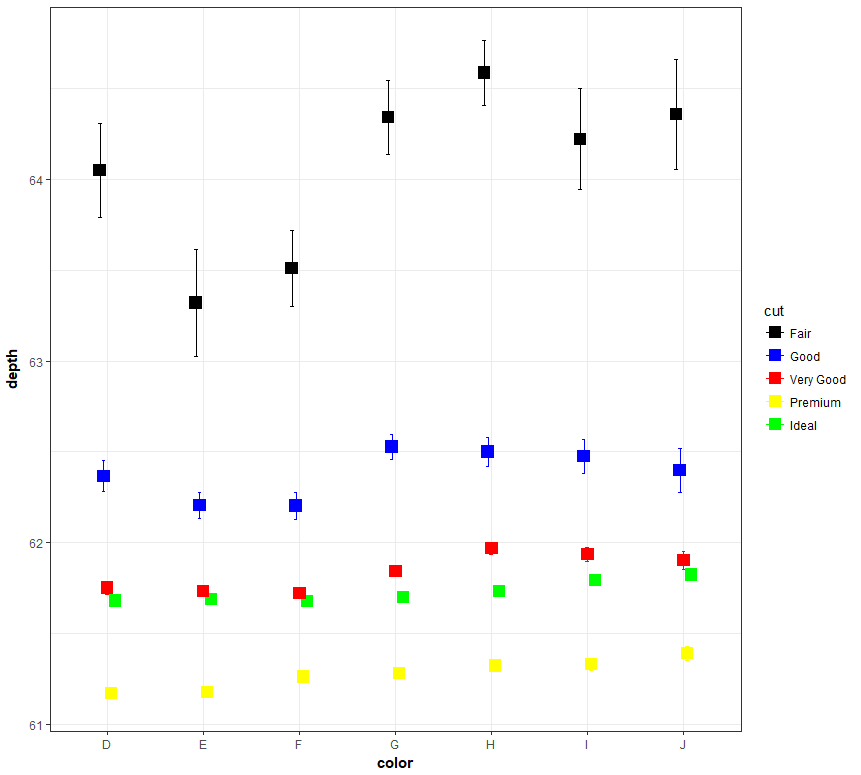 64
63
62
61
depth
D E F G H I J
color
cut
Fair
Good
Very Good
Premium
Ideal